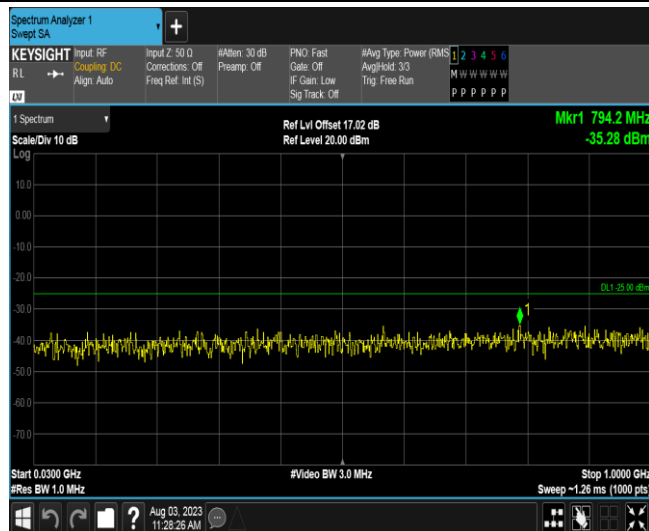 Spectrum Analyzer 1
Swept SA
+
KEYSIGHT
RL
Input: RF
Coupling: DC
Align: Auto
Input Z: 50 Ω
Corrections: Off
Freq Ref: Int (S)
#Atten: 30 dB
Preamp: Off
PNO: Fast
Gate: Off
IF Gain: Low
Sig Track: Off
#Avg Type: Power (RMS
Avg|Hold: 3/3
Trig: Free Run
1 2 3 4 5 6
M W W W W W
P P P P P P
LXI
1 Spectrum
Scale/Div 10 dB
Ref Lvl Offset 17.02 dB
Ref Level 20.00 dBm
Mkr1 794.2 MHz
-35.28 dBm
Log
10.0
0.00
-10.0
-20.0
DL1 -25.00 dBm
-30.0
1
-40.0
-50.0
-60.0
-70.0
Start 0.0300 GHz
#Res BW 1.0 MHz
#Video BW 3.0 MHz
Stop 1.0000 GHz
Sweep ~1.26 ms (1000 pts)
?
Aug 03, 2023
11:28:26 AM